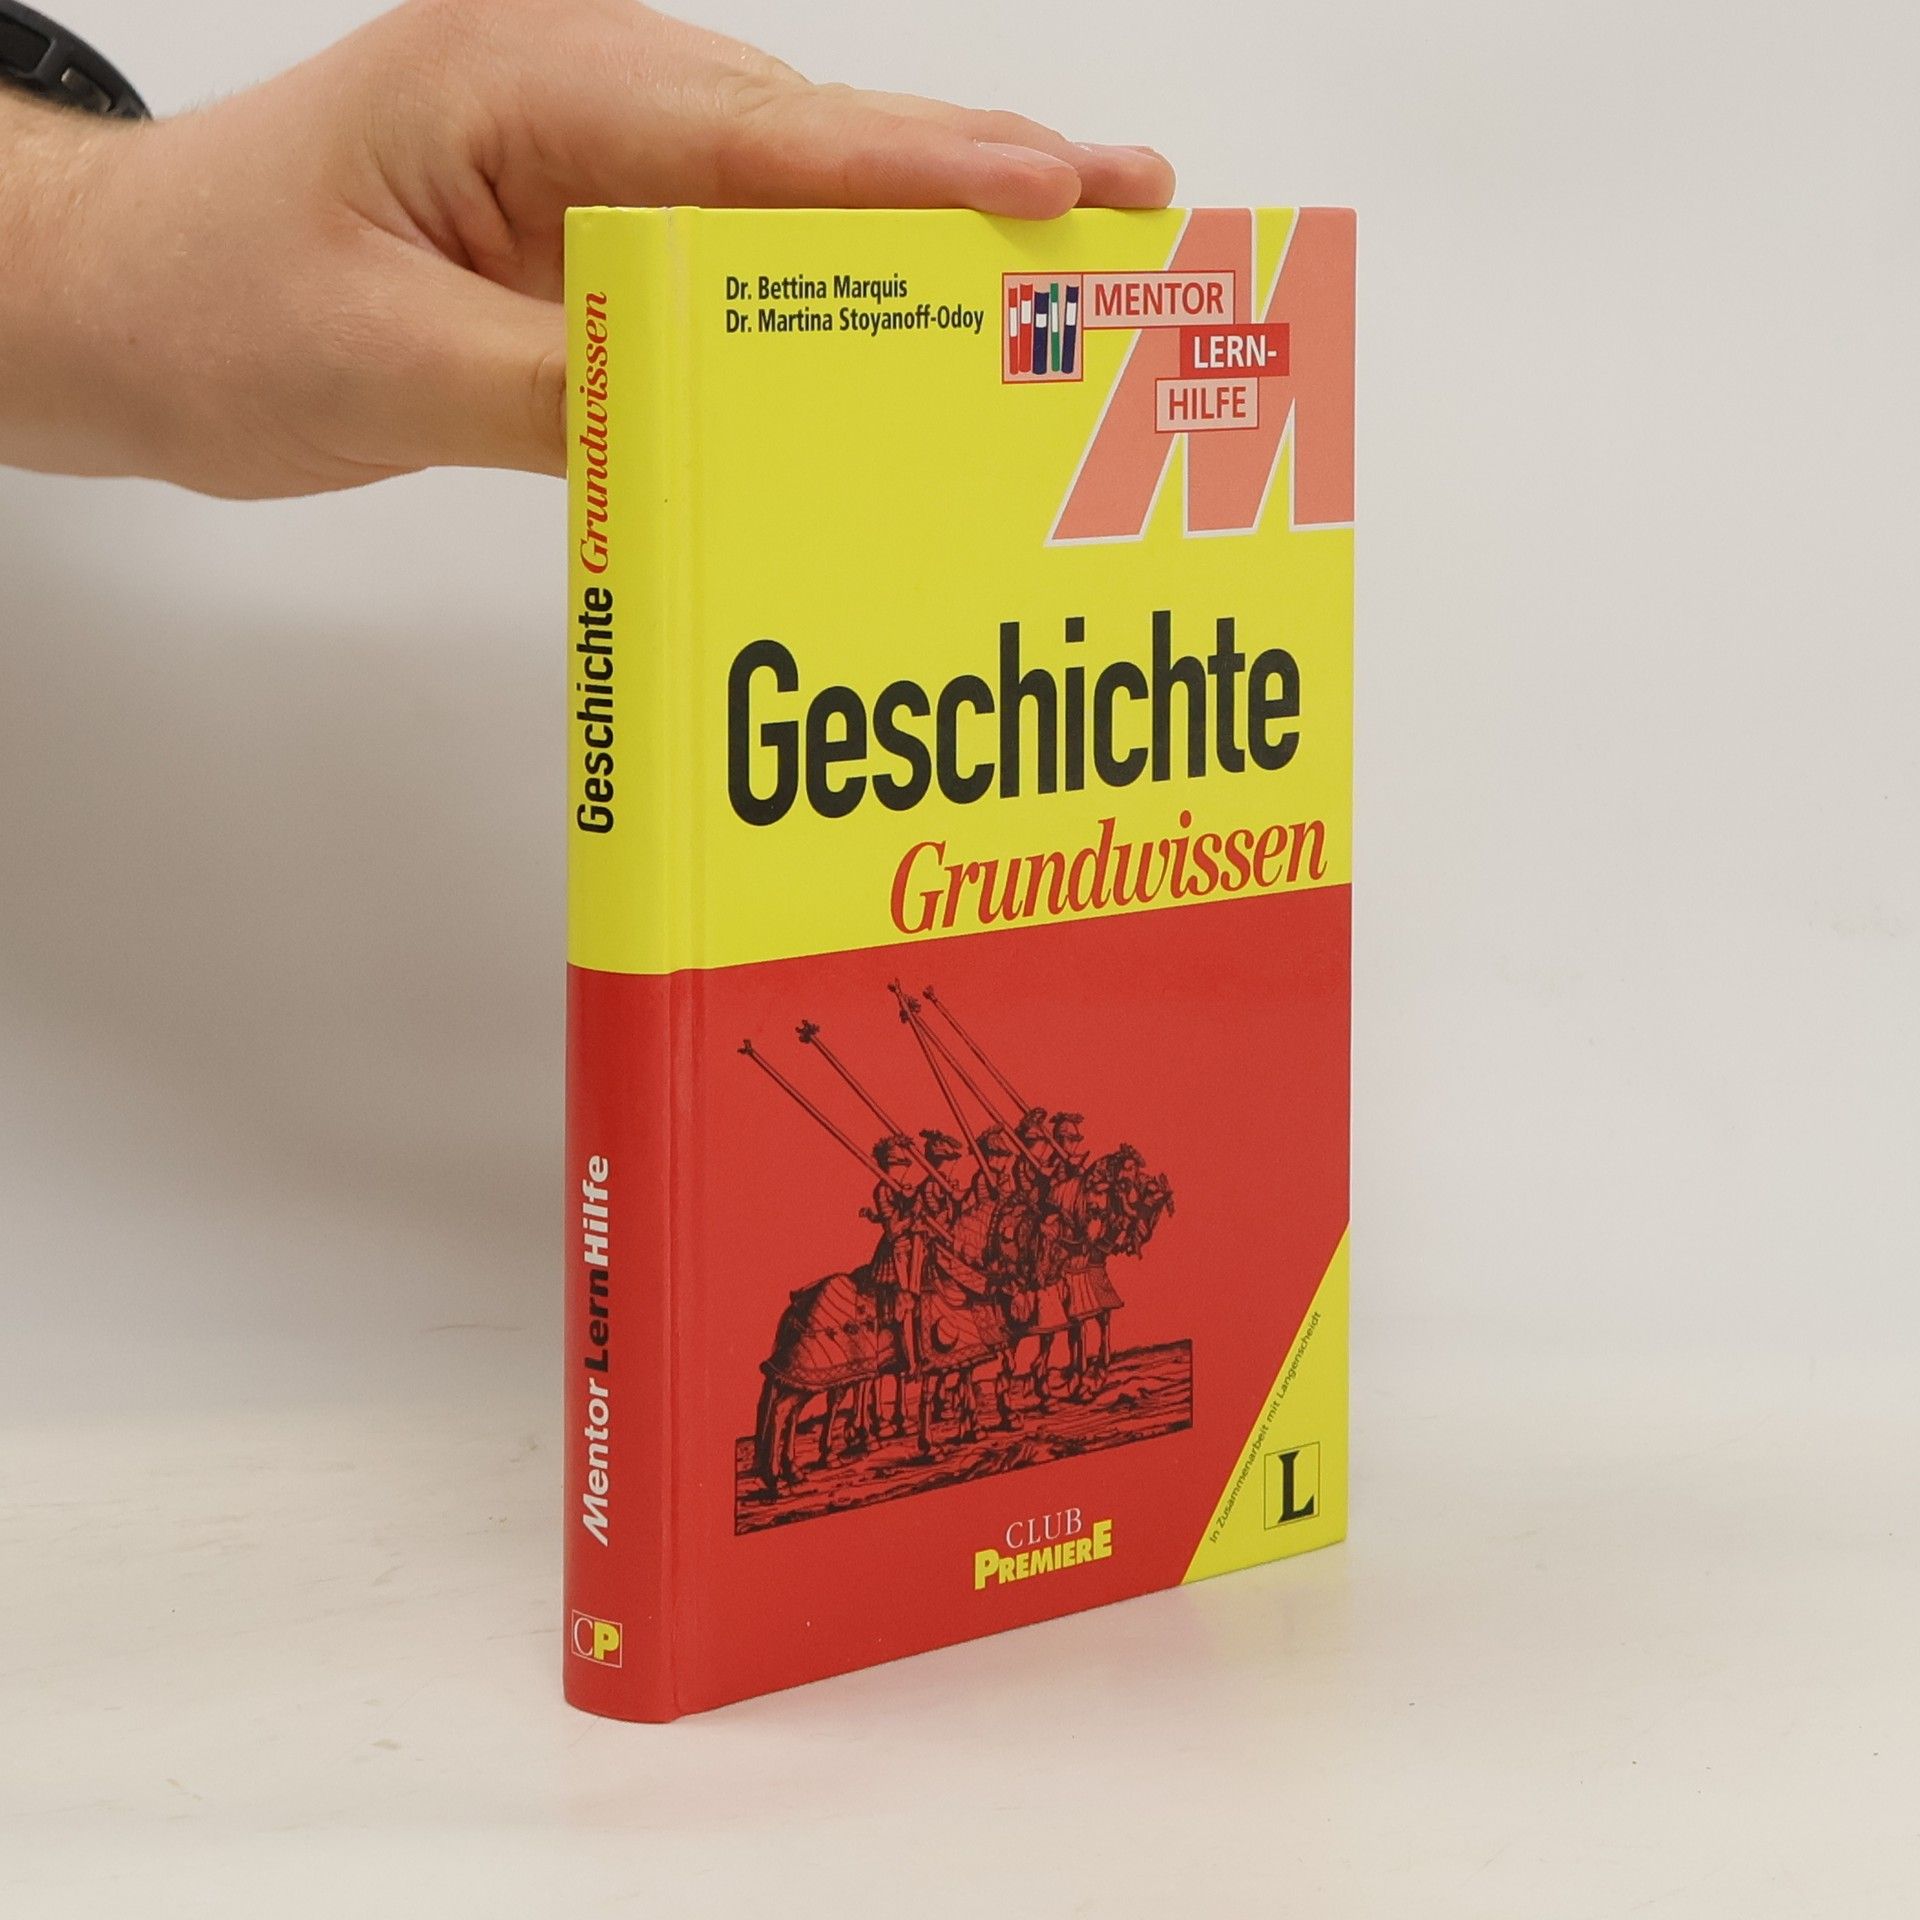 Dr. Bettina Marquis
Dr. Martina Stoyanoff-Odoy
MENTOR
LERN-
HILFE
Geschichte
Grundwissen
CLUB
PREMIERE
In Zusammenarbeit mit Langenscheidt
L
Geschichte Grundwissen
Mentor LernHilfe
CP